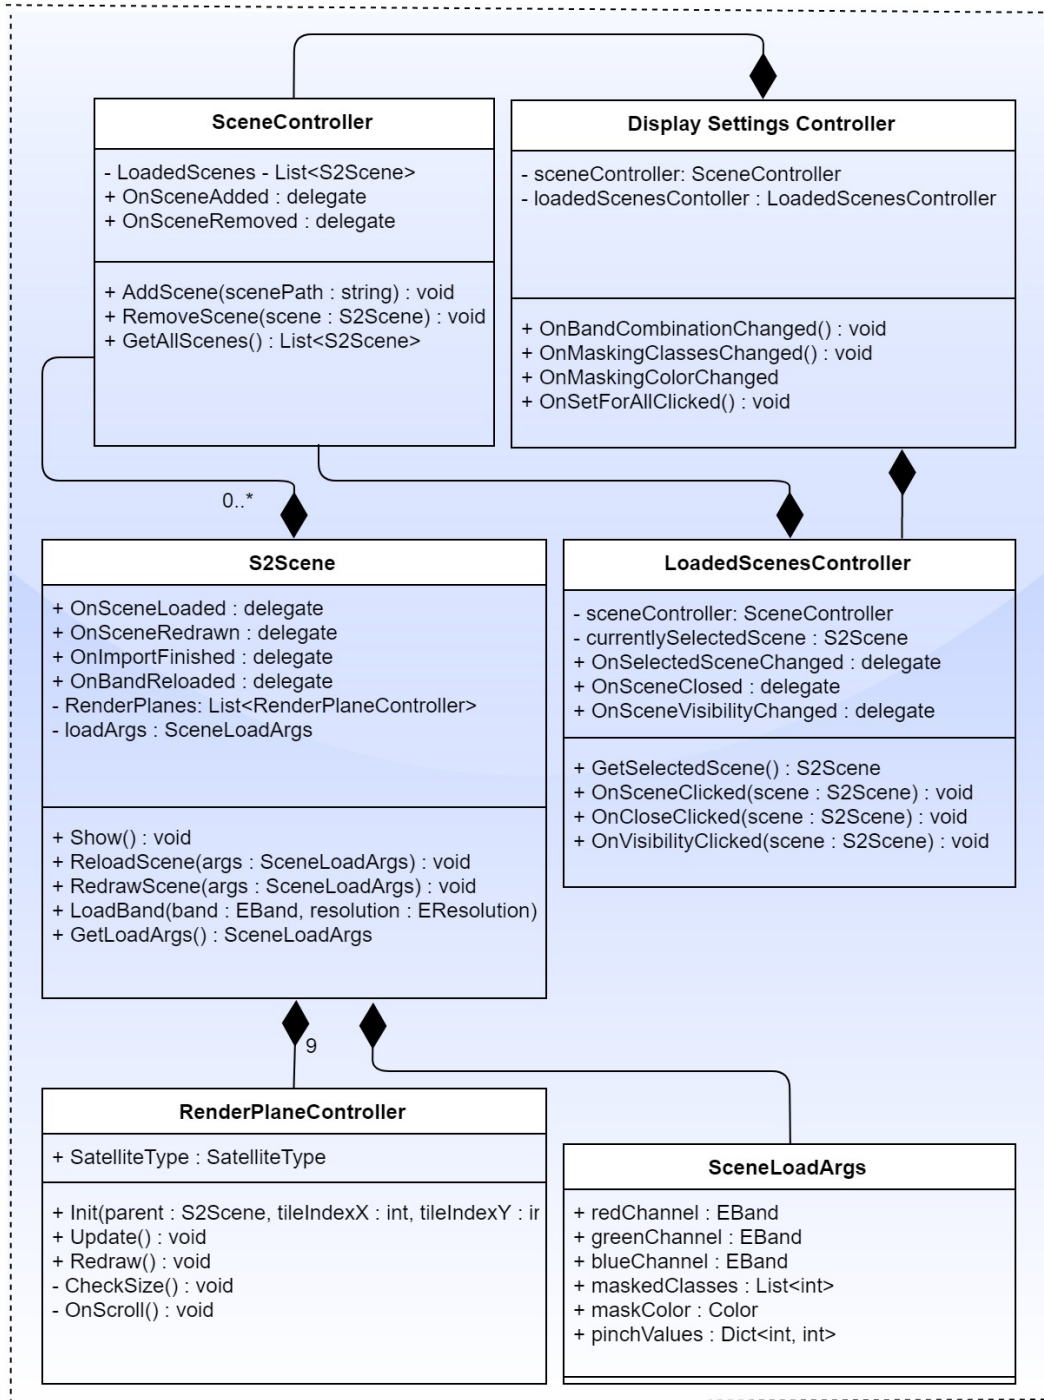 SceneController
- LoadedScenes - List<S2Scene>
+ OnSceneAdded : delegate
+ OnSceneRemoved : delegate
+ AddScene(scenePath : string) : void
+ RemoveScene(scene : S2Scene) : void
+ GetAllScenes() : List<S2Scene>
Display Settings Controller
- sceneController: SceneController
- loadedScenesContoller : LoadedScenesController
+ OnBandCombinationChanged() : void
+ OnMaskingClassesChanged() : void
+ OnMaskingColorChanged
+ OnSetForAllClicked() : void
0..*
S2Scene
+ OnSceneLoaded : delegate
+ OnSceneRedrawn : delegate
+ OnImportFinished : delegate
+ OnBandReloaded : delegate
- RenderPlanes: List<RenderPlaneController>
- loadArgs : SceneLoadArgs
+ Show() : void
+ ReloadScene(args : SceneLoadArgs) : void
+ RedrawScene(args : SceneLoadArgs) : void
+ LoadBand(band : EBand, resolution : EResolution)
+ GetLoadArgs() : SceneLoadArgs
LoadedScenesController
- sceneController: SceneController
- currentlySelectedScene : S2Scene
+ OnSelectedSceneChanged : delegate
+ OnSceneClosed : delegate
+ OnSceneVisibilityChanged : delegate
+ GetSelectedScene() : S2Scene
+ OnSceneClicked(scene : S2Scene) : void
+ OnCloseClicked(scene : S2Scene) : void
+ OnVisibilityClicked(scene : S2Scene) : void
9
RenderPlaneController
+ SatelliteType : SatelliteType
+ Init(parent : S2Scene, tileIndexX : int, tileIndexY :
+ Update() : void
+ Redraw() : void
- CheckSize() : void
- OnScroll() : void
SceneLoadArgs
+ redChannel : EBand
+ greenChannel : EBand
+ blueChannel : EBand
+ maskedClasses : List<int>
+ maskColor : Color
+ pinchValues : Dict<int, int>